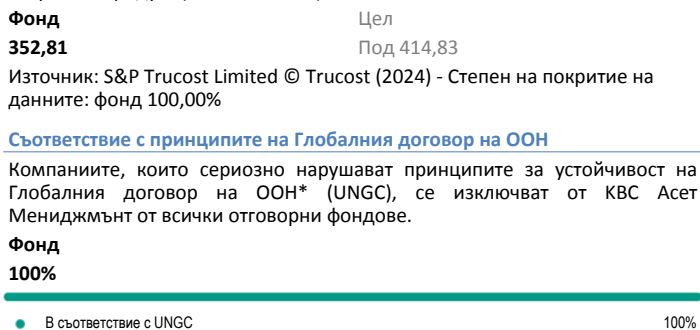 Фонд Цел
352,81 Под 414,83
Източник: S&P Trucost Limited © Trucost (2024) - Степен на покритие на
данните: фонд 100,00%
Съответствие с принципите на Глобалния договор на ООН
Компаниите, които сериозно нарушават принципите за устойчивост на
Глобалния договор на ООН* (UNGC), се изключват от KBC Асет
Мениджмънт от всички отговорни фондове.
Фонд
100%
В съответствие с UNGC 100%